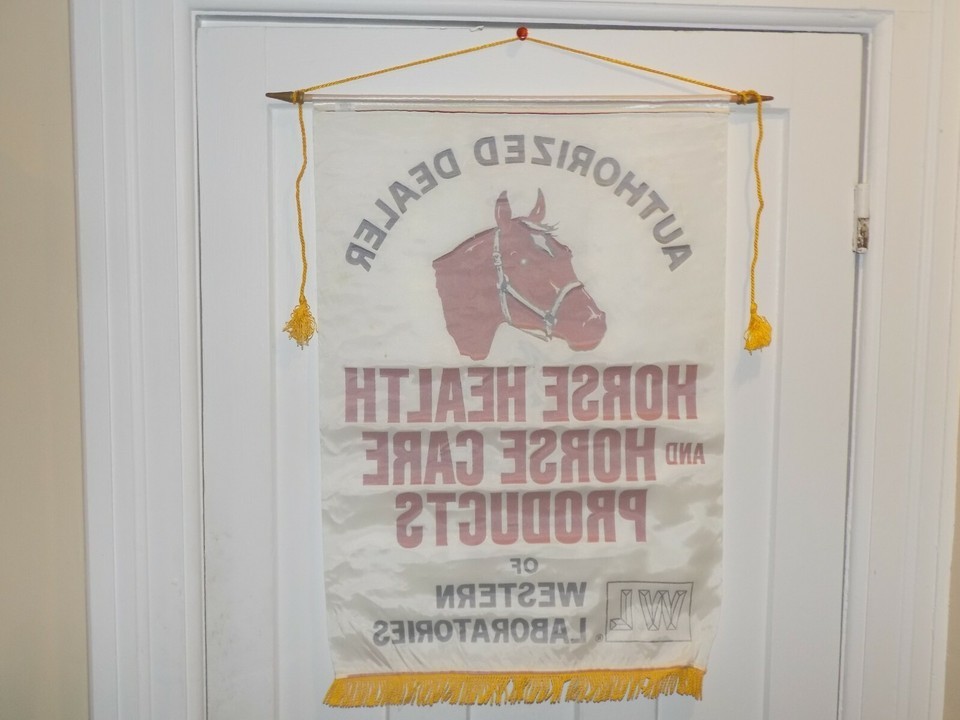 AUTHORIZED DEALER
HORSE HEALTH
AND HORSE CARE
PRODUCTS
OF
WESTERN
LABORATORIES
WL